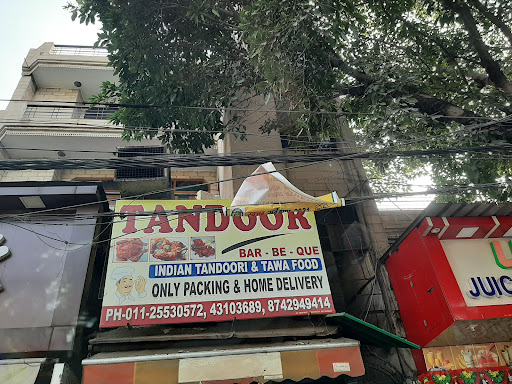 TANDOOR
BAR - BE - QUE
INDIAN TANDOORI & TAWA FOOD
ONLY PACKING & HOME DELIVERY
PH-011-25530572, 43103689, 8742949414
JUIC